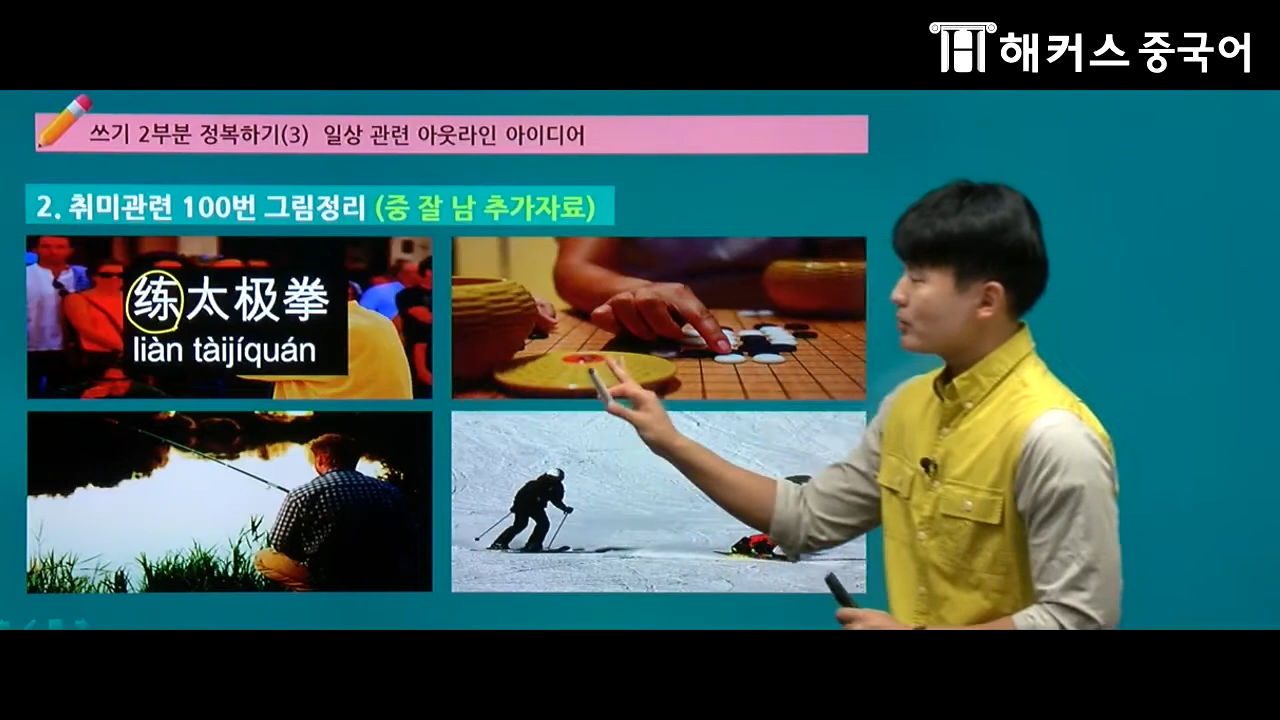 해커스 중국어
쓰기 2부분 정복하기(3) 일상 관련 아웃라인 아이디어
2. 취미관련 100번 그림정리 (중 잘 남 추가자료)
练太极拳
liàn tàijíquán